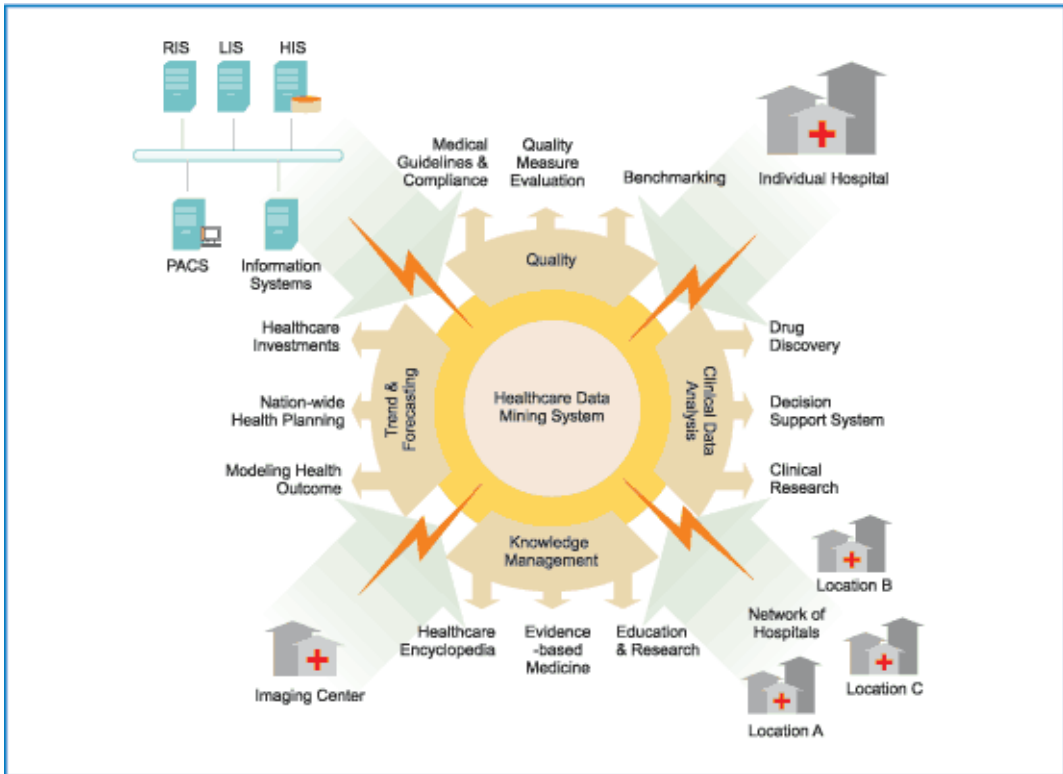 RIS
LIS
HIS
PACS
Information
Systems
Medical
Guidelines &
Compliance
Quality
Measure
Evaluation
Benchmarking
Individual Hospital
Quality
Healthcare
Investments
Nation-wide
Health Planning
Modeling Health
Outcome
Trend &
Forecasting
Healthcare Data
Mining System
Clinical Data
Analysis
Drug
Discovery
Decision
Support System
Clinical
Research
Knowledge
Management
Healthcare
Encyclopedia
Evidence
-based
Medicine
Education
& Research
Imaging Center
Network of
Hospitals
Location B
Location C
Location A